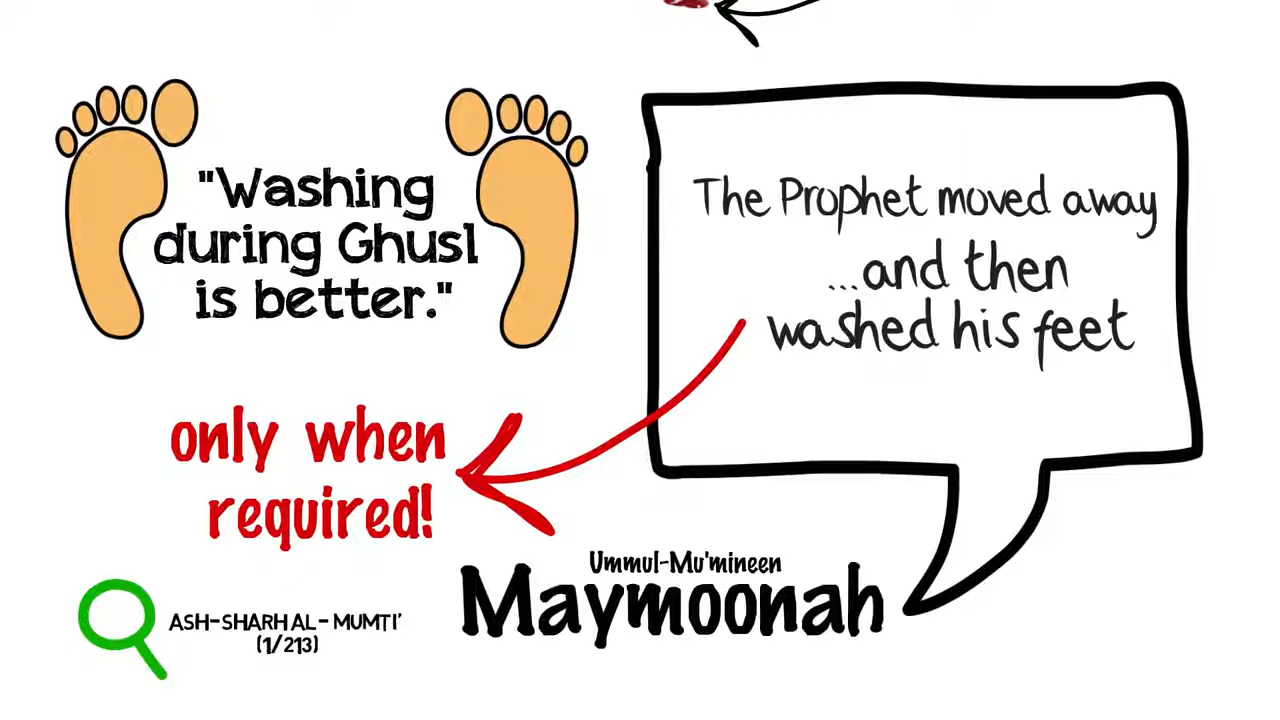 "Washing
during Ghusl
is better."
The Prophet moved away
...and then
washed his feet
only when
required!
Ummul-Mu'mineen
Maymoonah
ASH-SHARH AL-MUMTI'
(1/213)